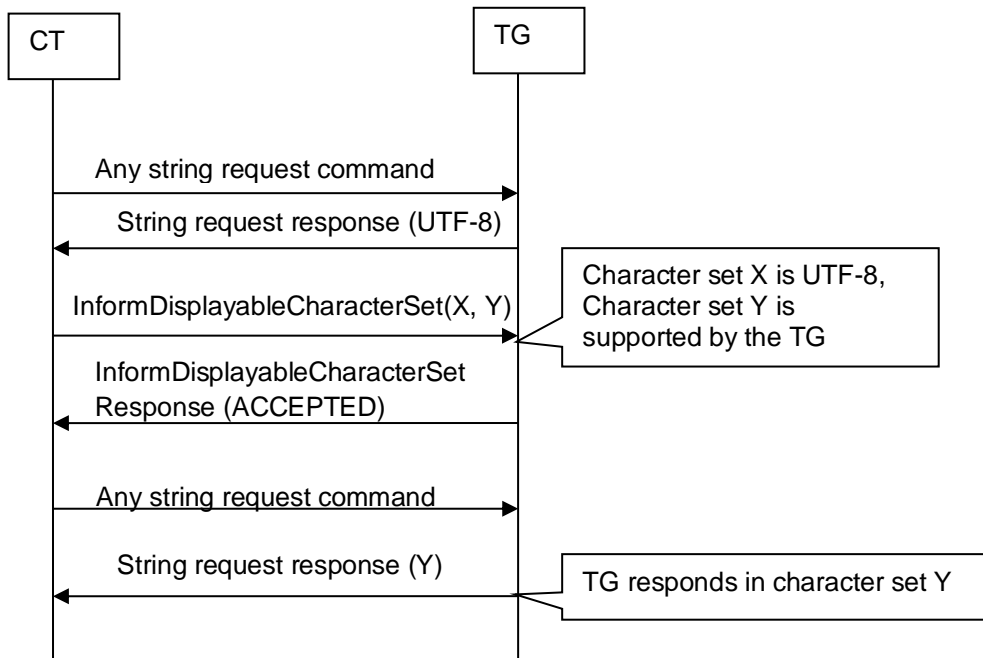 CT
TG
Any string request command
String request response (UTF-8)
Character set X is UTF-8,
Character set Y is
supported by the TG
InformDisplayableCharacterSet(X, Y)
InformDisplayableCharacterSet
Response (ACCEPTED)
Any string request command
String request response (Y)
TG responds in character set Y